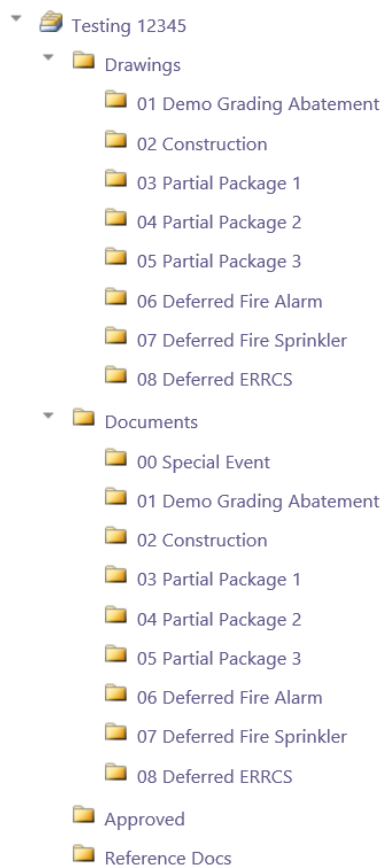 Testing 12345
Drawings
01 Demo Grading Abatement
02 Construction
03 Partial Package 1
04 Partial Package 2
05 Partial Package 3
06 Deferred Fire Alarm
07 Deferred Fire Sprinkler
08 Deferred ERRCS
Documents
00 Special Event
01 Demo Grading Abatement
02 Construction
03 Partial Package 1
04 Partial Package 2
05 Partial Package 3
06 Deferred Fire Alarm
07 Deferred Fire Sprinkler
08 Deferred ERRCS
Approved
Reference Docs